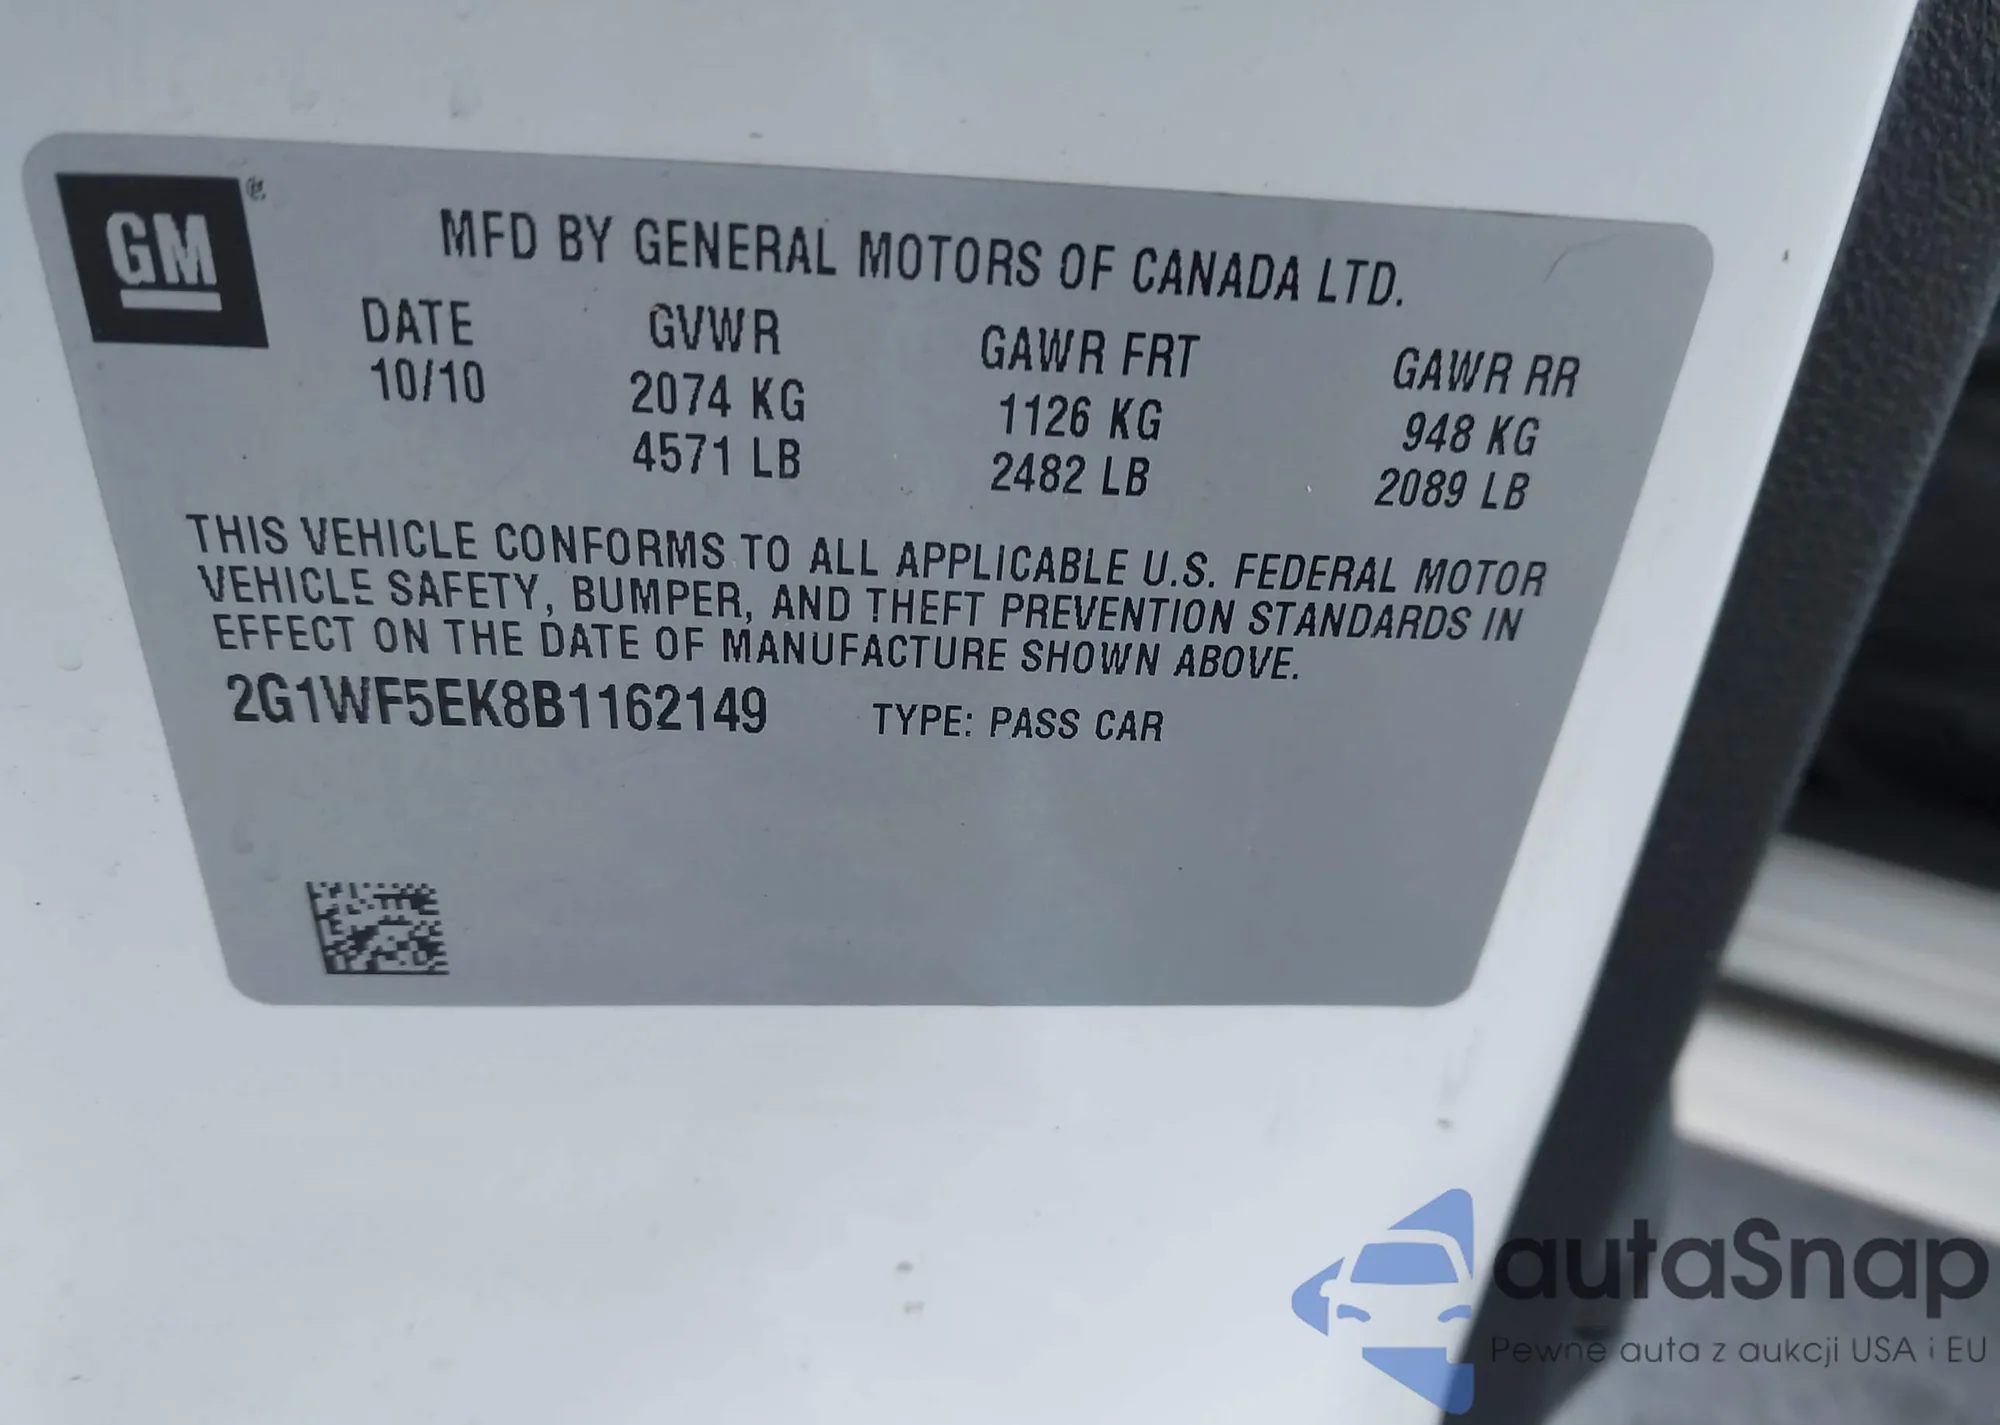 GM ®
MFD BY GENERAL MOTORS OF CANADA LTD.
DATE GVWR GAWR FRT GAWR RR
10/10 2074 KG 1126 KG 948 KG
4571 LB 2482 LB 2089 LB
THIS VEHICLE CONFORMS TO ALL APPLICABLE U.S. FEDERAL MOTOR
VEHICLE SAFETY, BUMPER, AND THEFT PREVENTION STANDARDS IN
EFFECT ON THE DATE OF MANUFACTURE SHOWN ABOVE.
2G1WF5EK8B1162149 TYPE: PASS CAR
autaSnap
Pewne auta z aukcji USA i EU